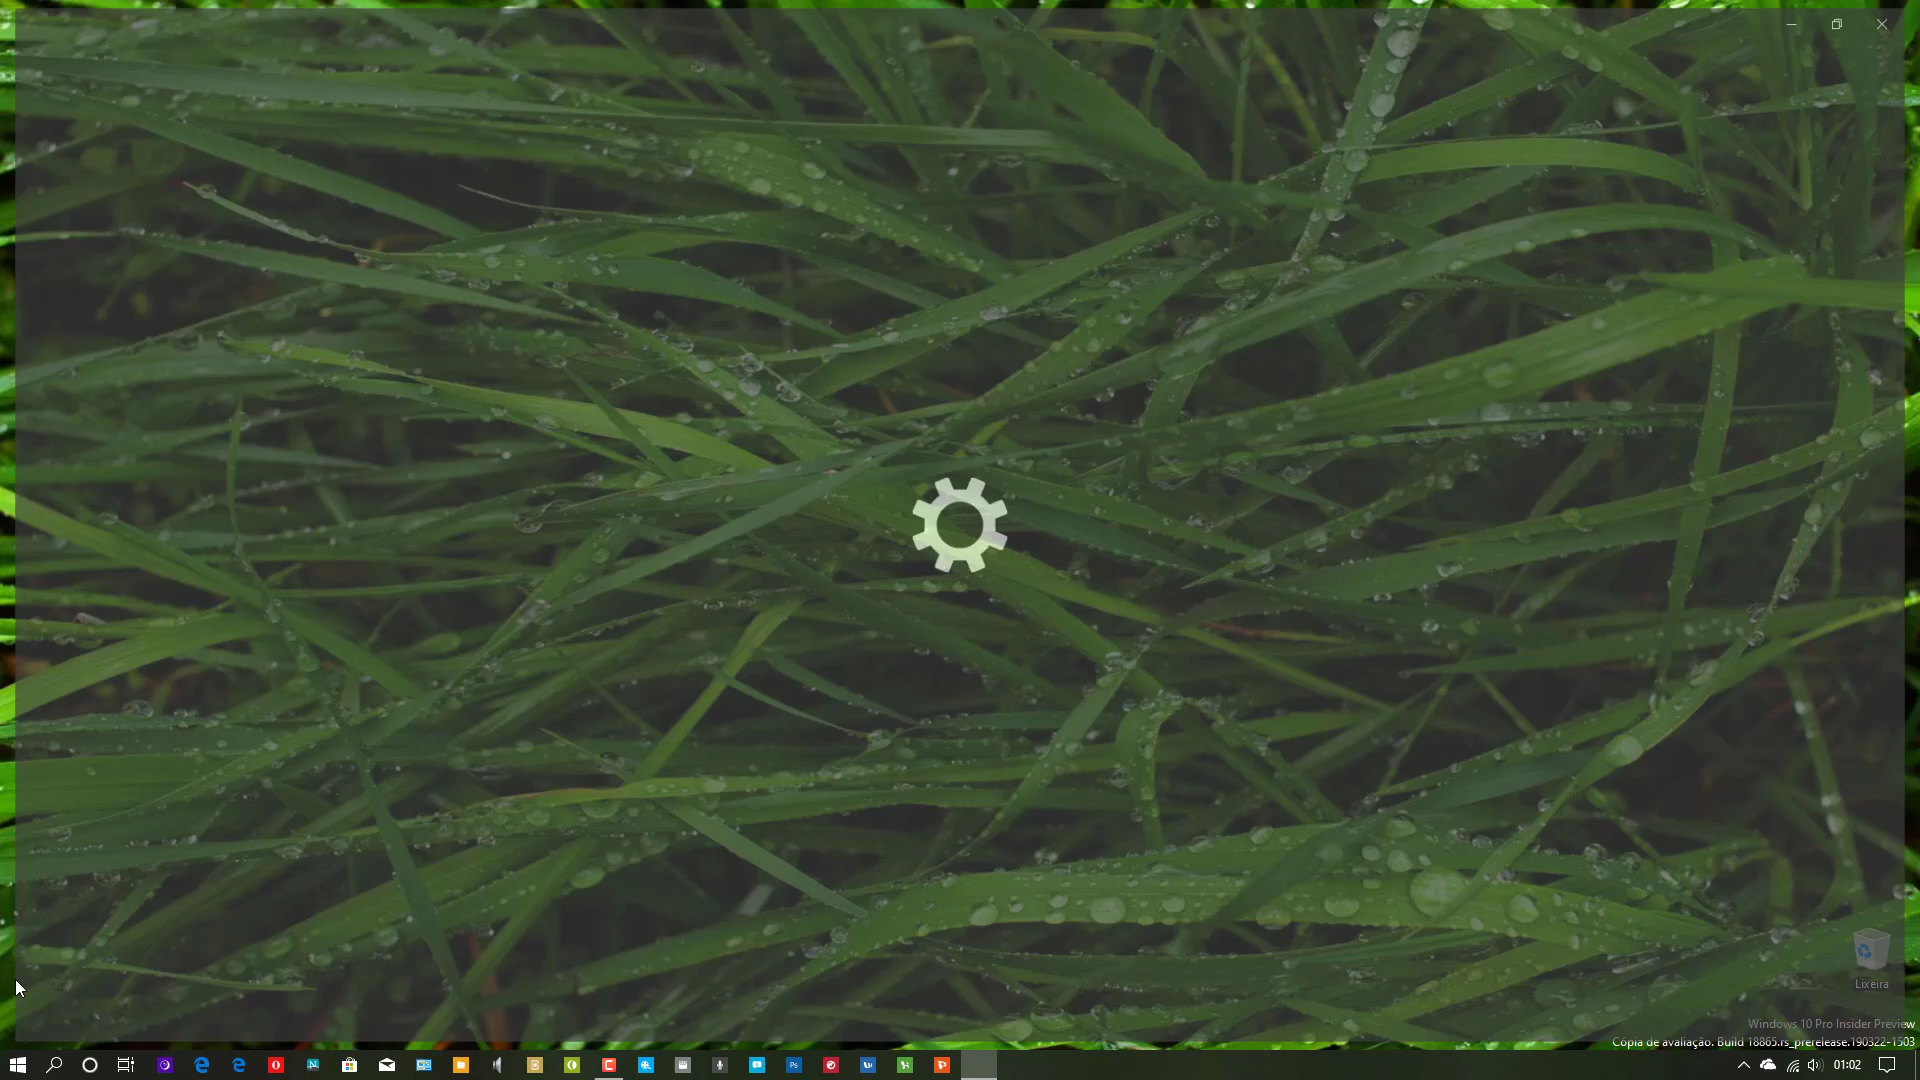 Lixeira
Windows 10 Pro Insider Preview
Cópia de avaliação. Build 18865.rs_prerelease.190322-1503
01:02